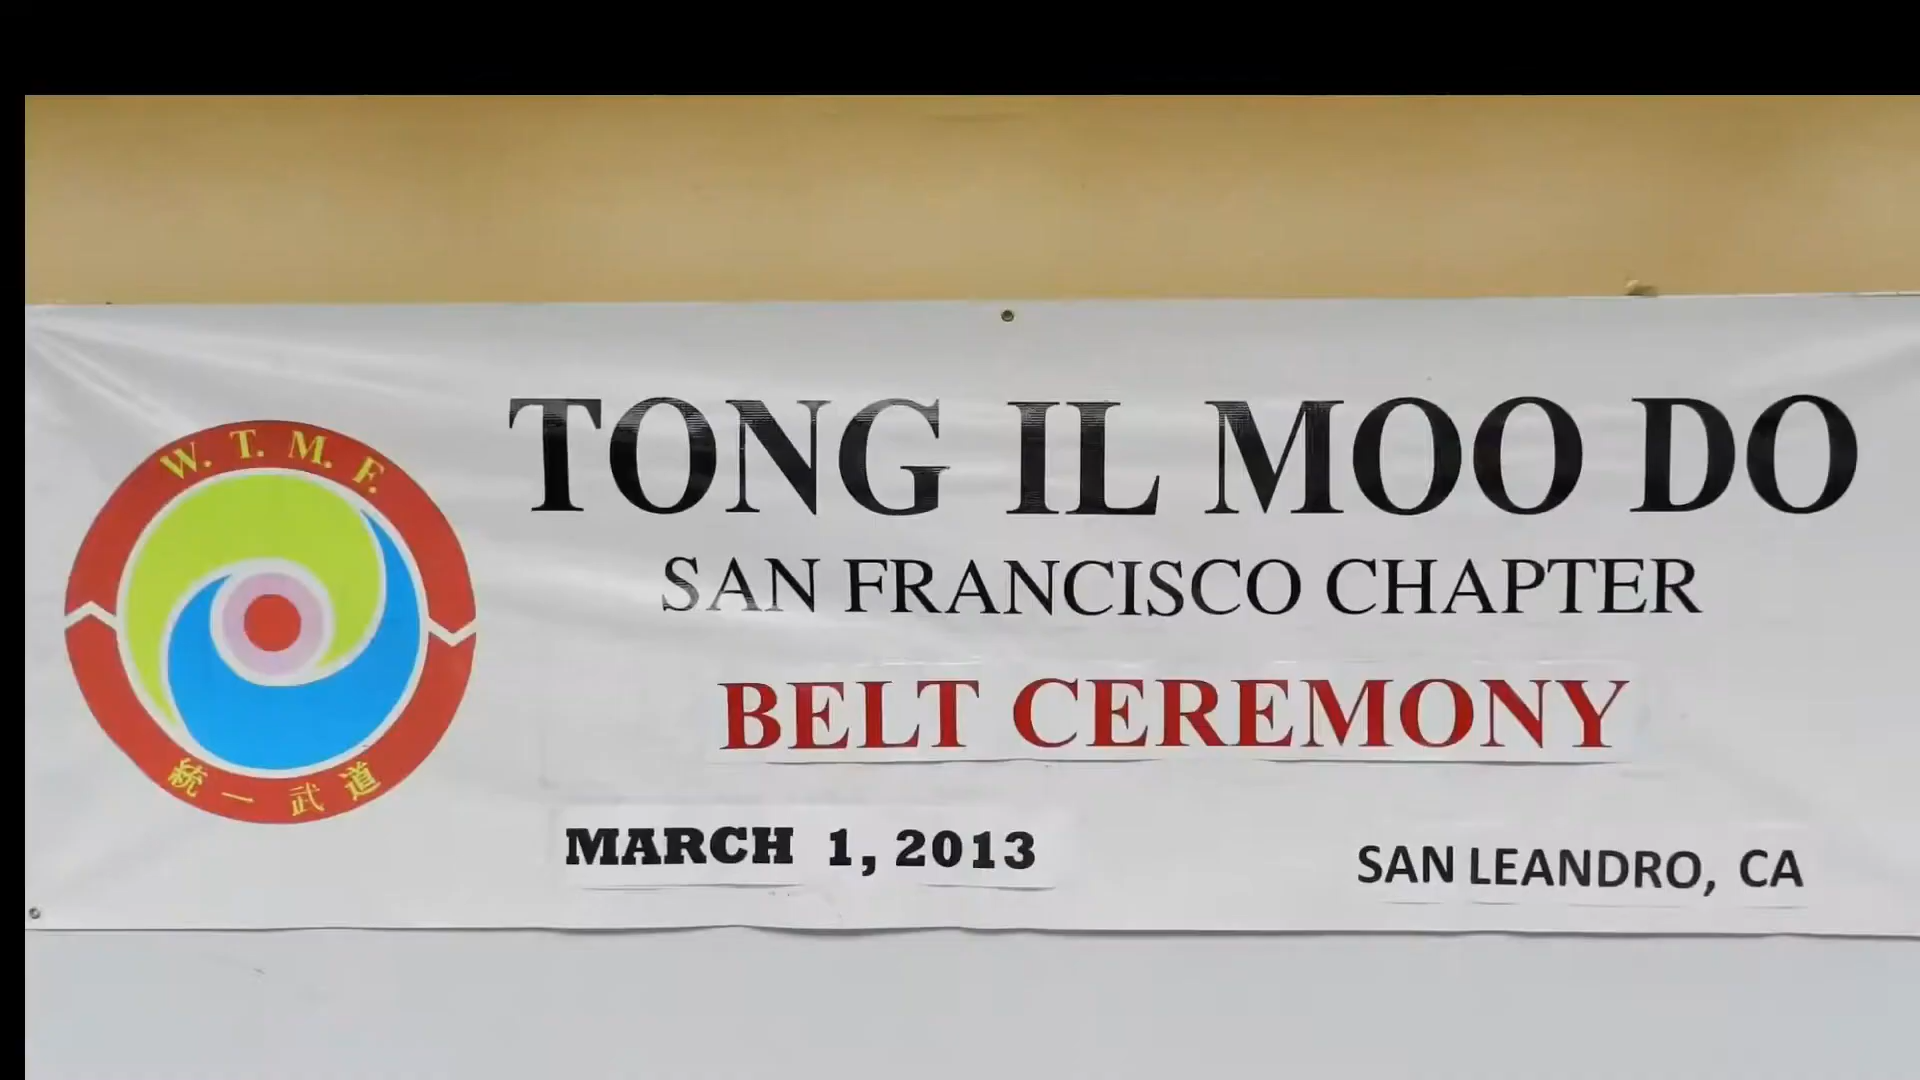 W. T. M. F.
統一武道
TONG IL MOO DO
SAN FRANCISCO CHAPTER
BELT CEREMONY
MARCH 1, 2013
SAN LEANDRO, CA